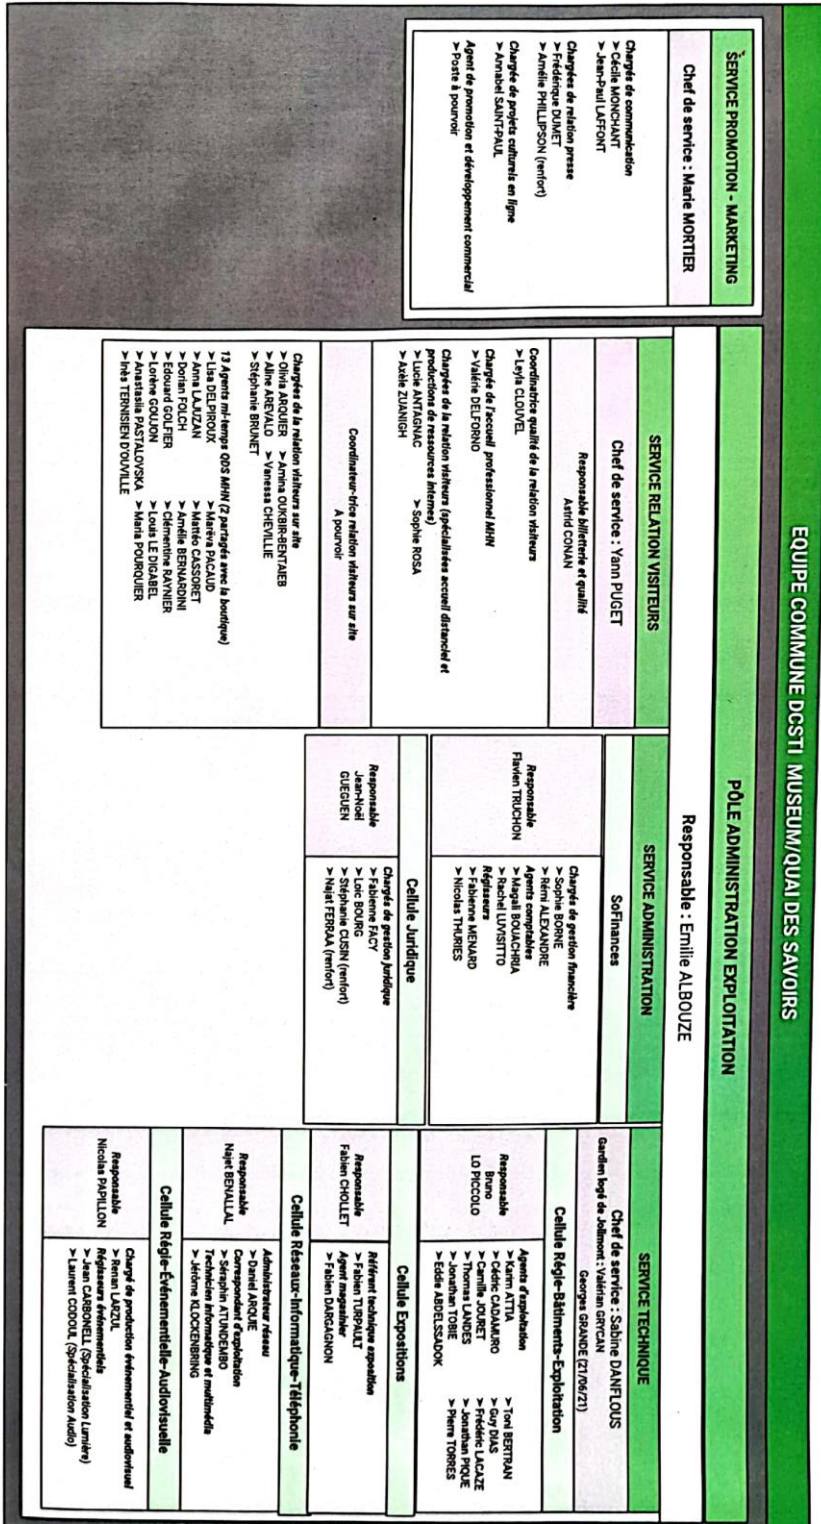 EQUIPE COMMUNE DCSTI MUSEUM/QUAI DES SAVOIRS
SERVICE PROMOTION - MARKETING
Chef de service : Marie MORTIER
Chargés de communication
➤ Cécile MONCHANT
➤ Jean-Paul LAFFONT
Chargées de relation presse
➤ Frédérique DUMET
➤ Amélie PHILLIPSON (renfort)
Chargée de projets culturels en ligne
➤ Annabel SAINT-PAUL
Agent de promotion et développement commercial
➤ Poste à pourvoir
PÔLE ADMINISTRATION EXPLOITATION
Responsable : Emilie ALBOUZE
SERVICE RELATION VISITEURS
Chef de service : Yann PUGET
Responsable billetterie et qualité
Astrid CONAN
Coordinatrice qualité de la relation visiteurs
➤ Leyla CLOUVEL
Chargée de l'accueil professionnel MHN
➤ Valérie DELFORNO
Chargées de la relation visiteurs (spécialisées accueil distanciel et
productions de ressources internes)
➤ Lucie ANTAGNAC ➤ Sophie ROSA
➤ Axèle ZUANIGH
Coordinateur-trice relation visiteurs sur site
A pourvoir
Chargées de la relation visiteurs sur site
➤ Olivia ARQUIER ➤ Amina OUKBIR-BENTAIEB
➤ Aline AREVALO ➤ Vanessa CHEVILLIE
➤ Stéphanie BRUNET
13 Agents mi-temps QDS MHN (2 partagés avec la boutique)
➤ Lisa DELPIROUX ➤ Maréva PACAUD
➤ Anna LAJUZAN ➤ Mattéo CASSORET
➤ Dorian FOLCH ➤ Amélie BERNARDINI
➤ Edouard GOLFIER ➤ Clémentine RAYNIER
➤ Lorène GOUJON ➤ Louis LE DIGABEL
➤ Anastasiia PASTALOVSKA ➤ Maria POURQUIER
➤ Inès TERNISIEN D'OUVILLE
SERVICE ADMINISTRATION
SoFinances
Responsable
Flavien TRUCHON
Chargés de gestion financière
➤ Sophie BORNE
➤ Rémi ALEXANDRE
Agents comptables
➤ Magali BOUACHRIA
➤ Rachel LUVISITTO
Régisseurs
➤ Fabienne MENARD
➤ Nicolas THURIES
Cellule Juridique
Responsable
Jean-Noël
GUEGUEN
Chargés de gestion juridique
➤ Fabienne FACY
➤ Loic BOURG
➤ Stéphanie CUSIN (renfort)
➤ Najat FERRAA (renfort)
SERVICE TECHNIQUE
Chef de service : Sabine DANFLOUS
Gardien logé de Jolimont : Valérian GRYCAN
Georges GRANDE (21/06/21)
Cellule Régie-Bâtiments-Exploitation
Responsable
Bruno
LO PICCOLO
Agents d'exploitation
➤ Karim ATTIA ➤ Toni BERTRAN
➤ Cédric CADAMURO ➤ Guy DIAS
➤ Camille JOURET ➤ Frédéric LACAZE
➤ Thomas LANDES ➤ Jonathan PIQUE
➤ Jonathan TOBIE ➤ Pierre TORRES
➤ Eddie ABDELSSADOK
Cellule Expositions
Responsable
Fabien CHOLLET
Référent technique exposition
➤ Fabien TURPAULT
Agent magasinier
➤ Fabien DARGAGNON
Cellule Réseaux-Informatique-Téléphonie
Responsable
Najet BENALLAL
Administrateur réseau
➤ Daniel ARQUIE
Correspondant d'exploitation
➤ Séraphin ATUNDEMBO
Technicien informatique et multimédia
➤ Jérôme KLOCKENBRING
Cellule Régie-Événementielle-Audiovisuelle
Responsable
Nicolas PAPILLON
Chargé de production événementiel et audiovisuel
➤ Renan LARZUL
Régisseurs événementiels
➤ Jean CARBONELL (Spécialisation Lumière)
➤ Laurent CODOUL (Spécialisation Audio)